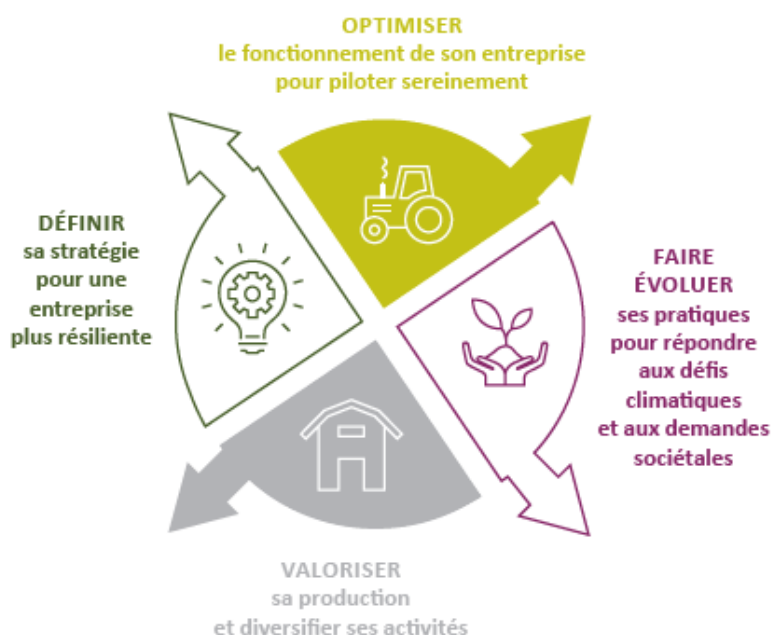 OPTIMISER
le fonctionnement de son entreprise
pour piloter sereinement
DÉFINIR
sa stratégie
pour une
entreprise
plus résiliente
FAIRE
ÉVOLUER
ses pratiques
pour répondre
aux défis
climatiques
et aux demandes
sociétales
VALORISER
sa production
et diversifier ses activités